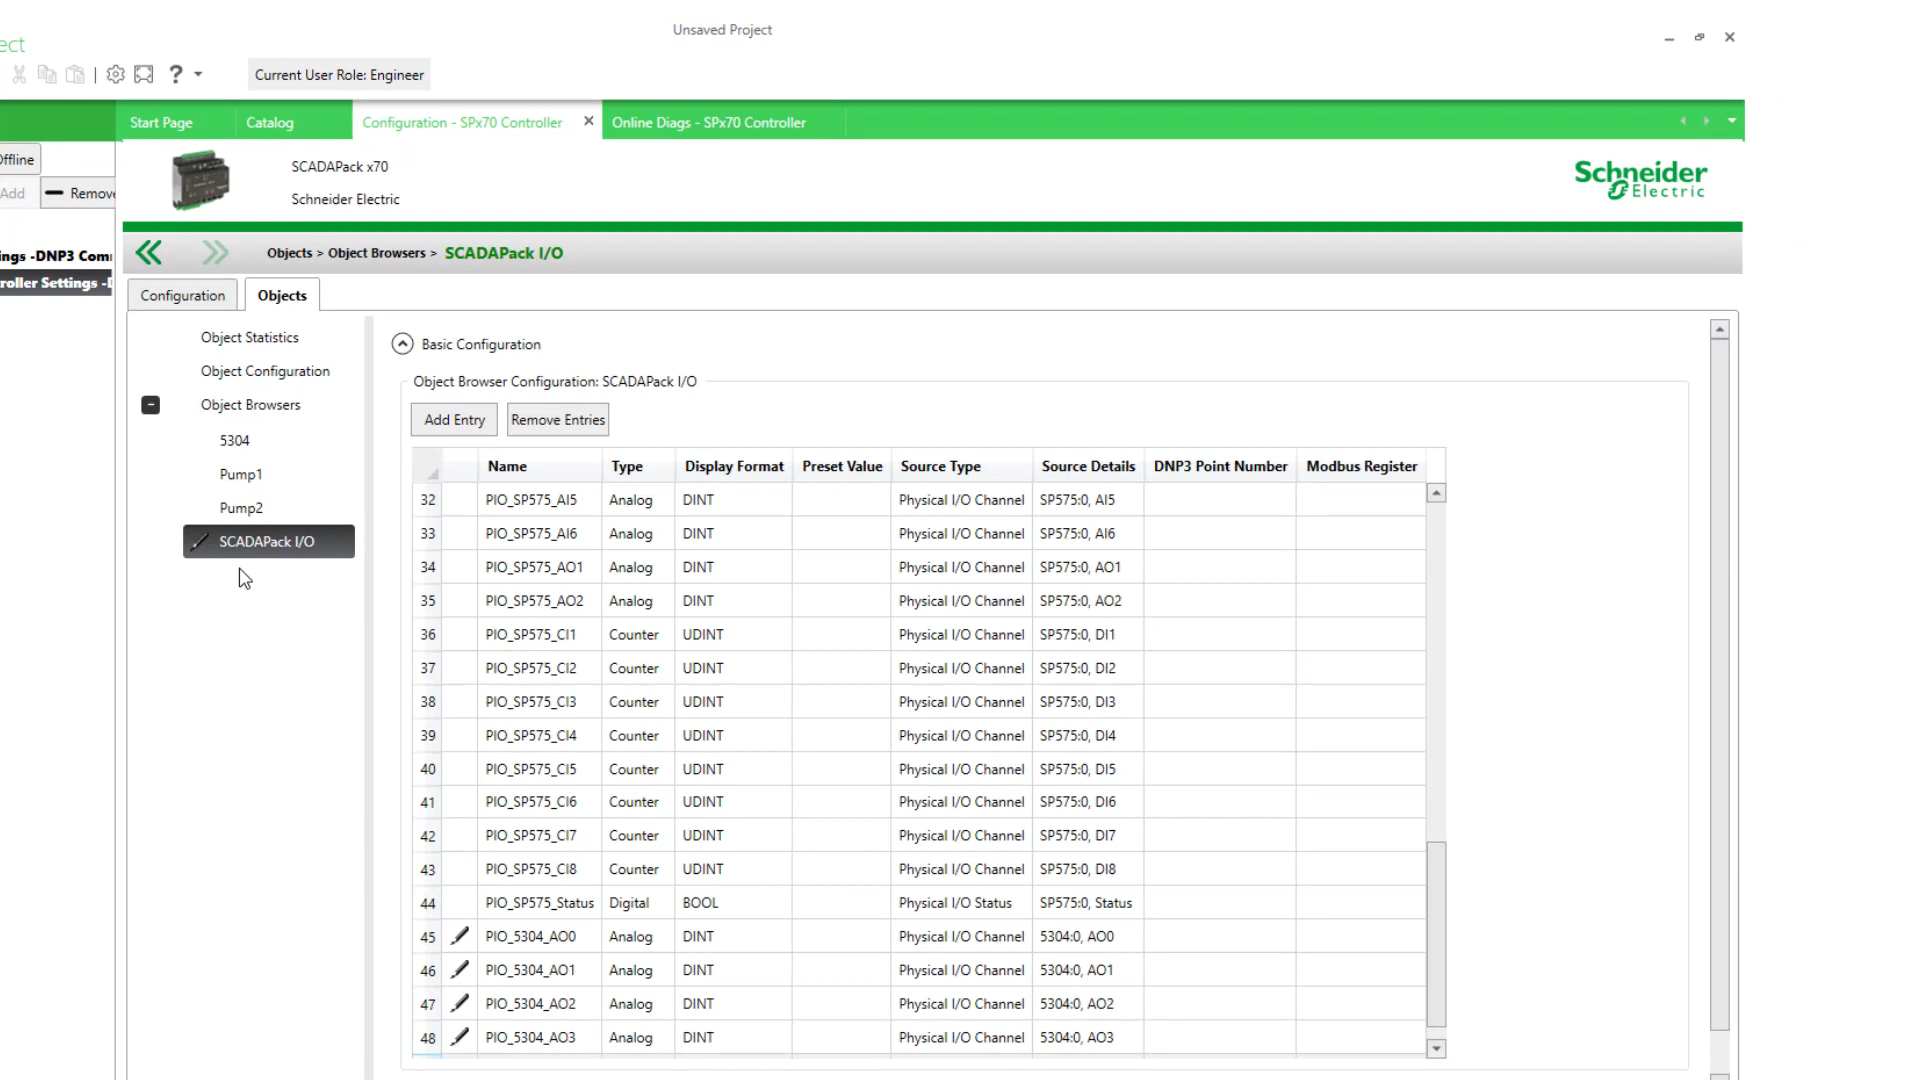 Unsaved Project
ect
Current User Role: Engineer
Start Page
Catalog
Configuration - SPx70 Controller
Online Diags - SPx70 Controller
Offline
Add
Remove
SCADAPack x70
Schneider Electric
Schneider
Electric
ings -DNP3 Com
roller Settings -D
Objects > Object Browsers > SCADAPack I/O
Configuration
Objects
Object Statistics
Object Configuration
Object Browsers
5304
Pump1
Pump2
SCADAPack I/O
Basic Configuration
Object Browser Configuration: SCADAPack I/O
Add Entry
Remove Entries
Name Type Display Format Preset Value Source Type Source Details DNP3 Point Number Modbus Register
32 PIO_SP575_AI5 Analog DINT Physical I/O Channel SP575:0, AI5
33 PIO_SP575_AI6 Analog DINT Physical I/O Channel SP575:0, AI6
34 PIO_SP575_AO1 Analog DINT Physical I/O Channel SP575:0, AO1
35 PIO_SP575_AO2 Analog DINT Physical I/O Channel SP575:0, AO2
36 PIO_SP575_CI1 Counter UDINT Physical I/O Channel SP575:0, DI1
37 PIO_SP575_CI2 Counter UDINT Physical I/O Channel SP575:0, DI2
38 PIO_SP575_CI3 Counter UDINT Physical I/O Channel SP575:0, DI3
39 PIO_SP575_CI4 Counter UDINT Physical I/O Channel SP575:0, DI4
40 PIO_SP575_CI5 Counter UDINT Physical I/O Channel SP575:0, DI5
41 PIO_SP575_CI6 Counter UDINT Physical I/O Channel SP575:0, DI6
42 PIO_SP575_CI7 Counter UDINT Physical I/O Channel SP575:0, DI7
43 PIO_SP575_CI8 Counter UDINT Physical I/O Channel SP575:0, DI8
44 PIO_SP575_Status Digital BOOL Physical I/O Status SP575:0, Status
45 PIO_5304_AO0 Analog DINT Physical I/O Channel 5304:0, AO0
46 PIO_5304_AO1 Analog DINT Physical I/O Channel 5304:0, AO1
47 PIO_5304_AO2 Analog DINT Physical I/O Channel 5304:0, AO2
48 PIO_5304_AO3 Analog DINT Physical I/O Channel 5304:0, AO3